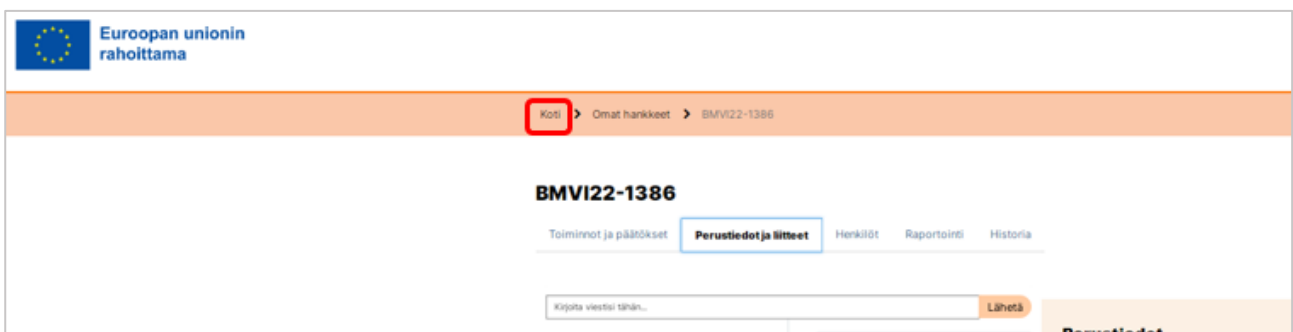 Euroopan unionin
rahoittama
Koti > Omat hankkeet > BMVI22-1386
BMVI22-1386
Toiminnot ja päätökset Perustiedot ja liitteet Henkilöt Raportointi Historia
Kirjoita viestisi tähän... Lähetä
Perustiedot